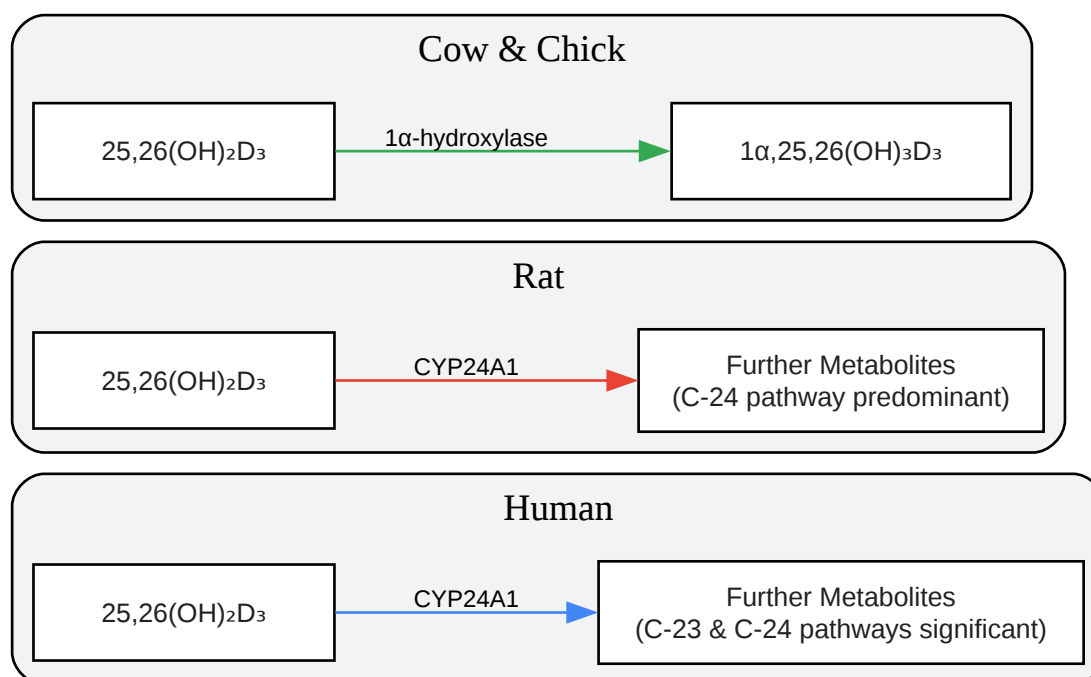 Cow & Chick
25,26(OH)₂D₃
1α-hydroxylase
1α,25,26(OH)₃D₃
Rat
25,26(OH)₂D₃
CYP24A1
Further Metabolites
(C-24 pathway predominant)
Human
25,26(OH)₂D₃
CYP24A1
Further Metabolites
(C-23 & C-24 pathways significant)